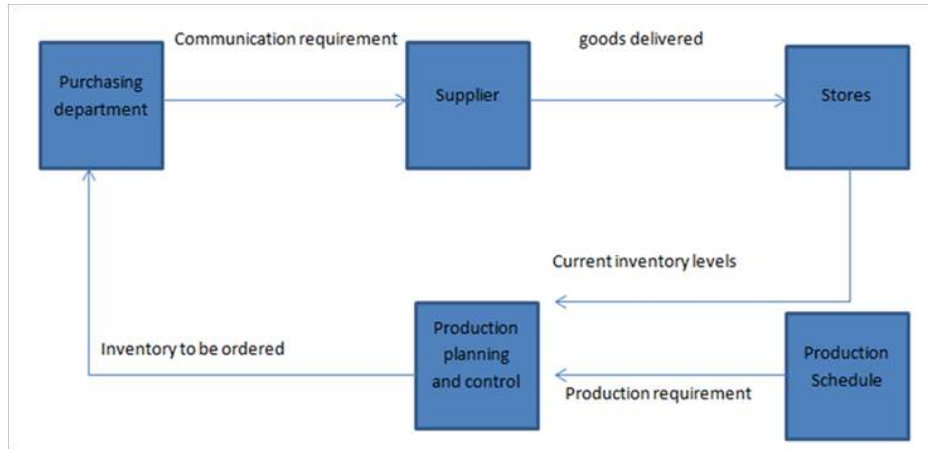 Communication requirement
goods delivered
Purchasing
department
Supplier
Stores
Current inventory levels
Inventory to be ordered
Production
planning
and control
Production
Schedule
Production requirement